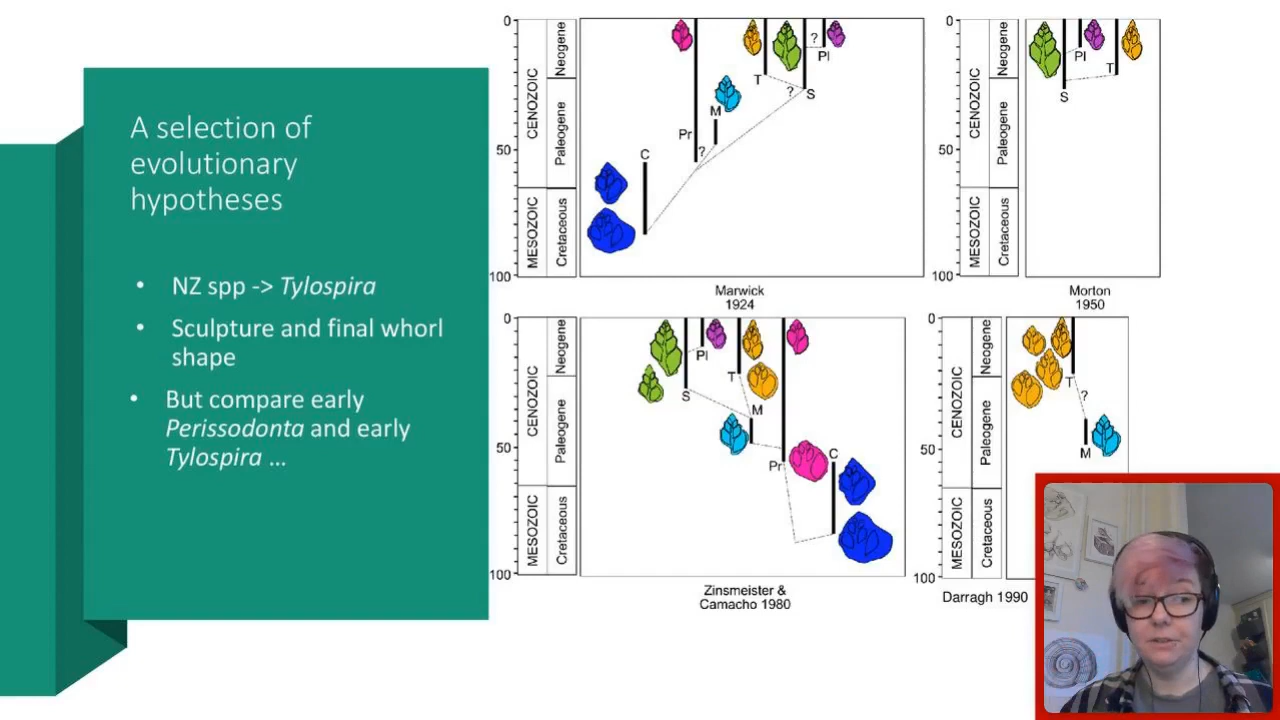 A selection of
evolutionary
hypotheses
• NZ spp -> Tylospira
• Sculpture and final whorl
shape
• But compare early
Perissodonta and early
Tylospira ...
0
50
100
CENOZOIC
MESOZOIC
Neogene
Paleogene
Cretaceous
C
Pr
?
M
T
?
S
?
Pl
Marwick
1924
0
50
100
CENOZOIC
MESOZOIC
Neogene
Paleogene
Cretaceous
S
Pl
T
Morton
1950
0
50
100
CENOZOIC
MESOZOIC
Neogene
Paleogene
Cretaceous
S
Pl
T
M
Pr
C
Zinsmeister &
Camacho 1980
0
50
100
CENOZOIC
MESOZOIC
Neogene
Paleogene
Cretaceous
T
?
M
Darragh 1990